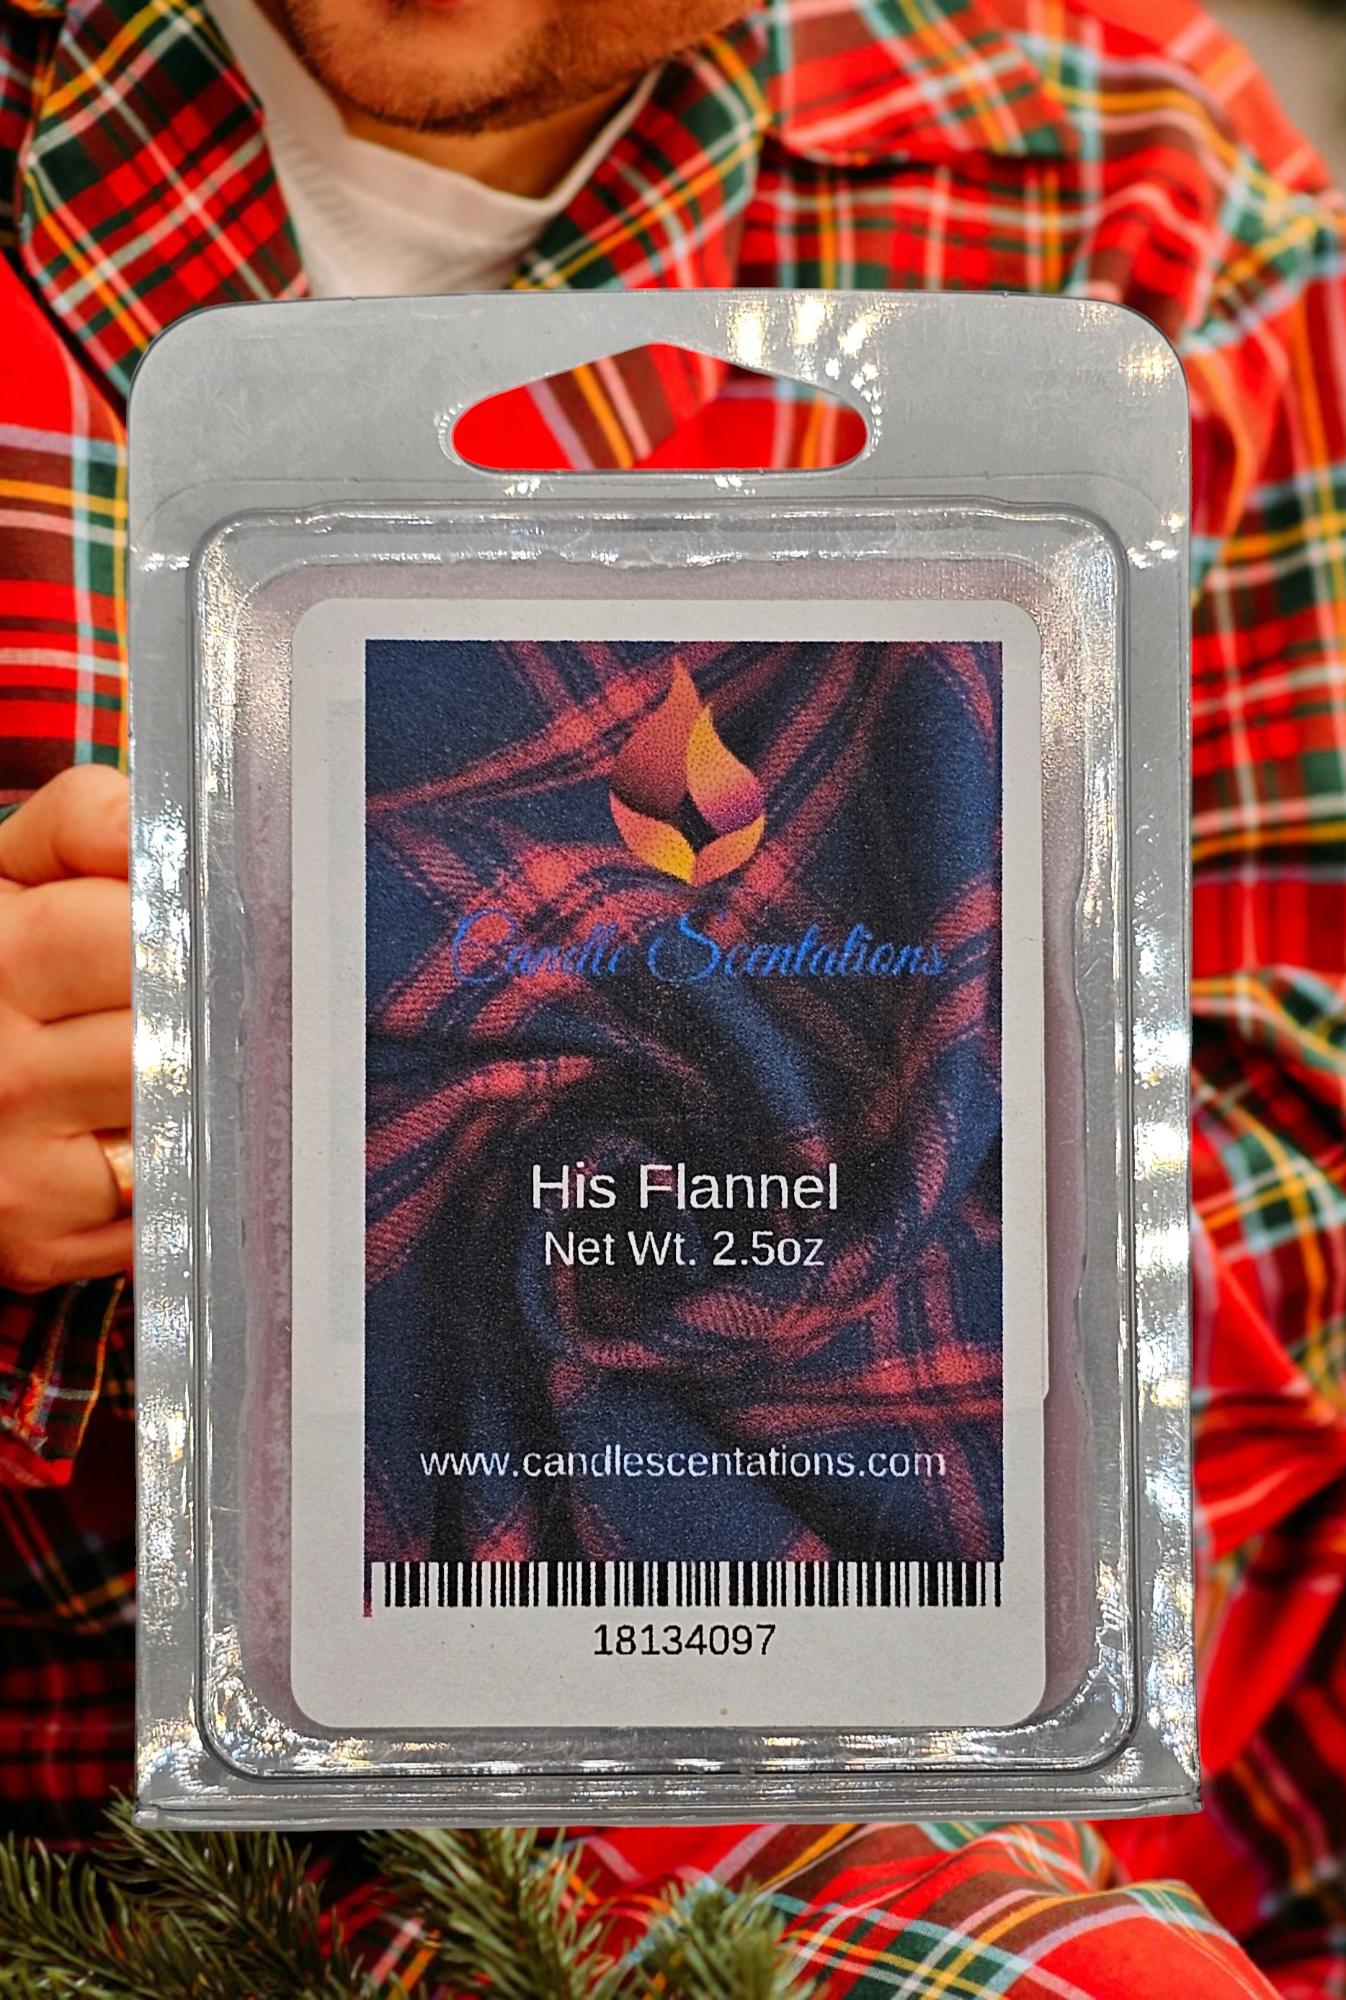 Candle Scentations
His Flannel
Net Wt. 2.5oz
www.candlescentations.com
18134097